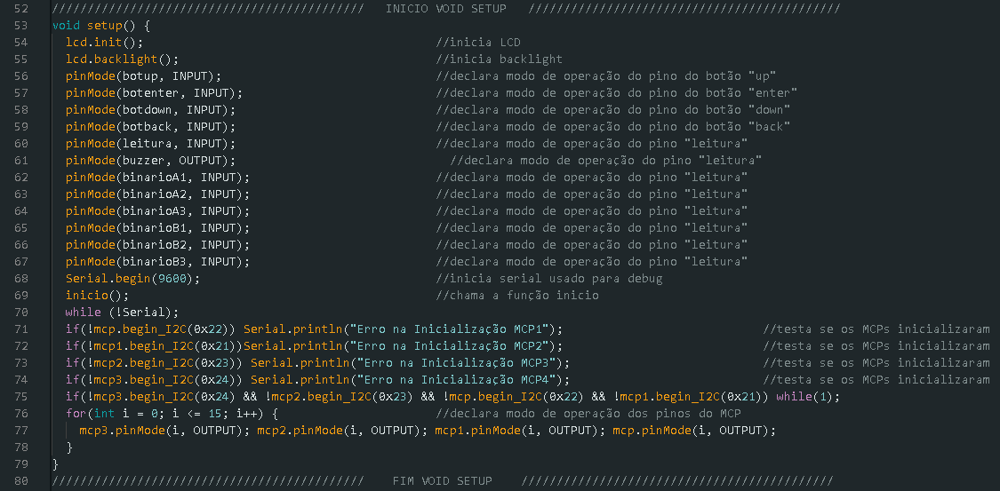 52 //////////////////////////////////////////// INICIO VOID SETUP ////////////////////////////////////////////
53 void setup() {
54 lcd.init(); //inicia LCD
55 lcd.backlight(); //inicia backlight
56 pinMode(botup, INPUT); //declara modo de operação do pino do botão "up"
57 pinMode(botenter, INPUT); //declara modo de operação do pino do botão "enter"
58 pinMode(botdown, INPUT); //declara modo de operação do pino do botão "down"
59 pinMode(botback, INPUT); //declara modo de operação do pino do botão "back"
60 pinMode(leitura, INPUT); //declara modo de operação do pino "leitura"
61 pinMode(buzzer, OUTPUT); //declara modo de operação do pino "leitura"
62 pinMode(binarioA1, INPUT); //declara modo de operação do pino "leitura"
63 pinMode(binarioA2, INPUT); //declara modo de operação do pino "leitura"
64 pinMode(binarioA3, INPUT); //declara modo de operação do pino "leitura"
65 pinMode(binarioB1, INPUT); //declara modo de operação do pino "leitura"
66 pinMode(binarioB2, INPUT); //declara modo de operação do pino "leitura"
67 pinMode(binarioB3, INPUT); //declara modo de operação do pino "leitura"
68 Serial.begin(9600); //inicia serial usado para debug
69 inicio(); //chama a função inicio
70 while (!Serial);
71 if(!mcp.begin_I2C(0x22)) Serial.println("Erro na Inicialização MCP1"); //testa se os MCPs inicializaram
72 if(!mcp1.begin_I2C(0x21))Serial.println("Erro na Inicialização MCP2"); //testa se os MCPs inicializaram
73 if(!mcp2.begin_I2C(0x23)) Serial.println("Erro na Inicialização MCP3"); //testa se os MCPs inicializaram
74 if(!mcp3.begin_I2C(0x24)) Serial.println("Erro na Inicialização MCP4"); //testa se os MCPs inicializaram
75 if(!mcp3.begin_I2C(0x24) && !mcp2.begin_I2C(0x23) && !mcp.begin_I2C(0x22) && !mcp1.begin_I2C(0x21)) while(1);
76 for(int i = 0; i <= 15; i++) { //declara modo de operação dos pinos do MCP
77 mcp3.pinMode(i, OUTPUT); mcp2.pinMode(i, OUTPUT); mcp1.pinMode(i, OUTPUT); mcp.pinMode(i, OUTPUT);
78 }
79 }
80 //////////////////////////////////////////// FIM VOID SETUP ////////////////////////////////////////////